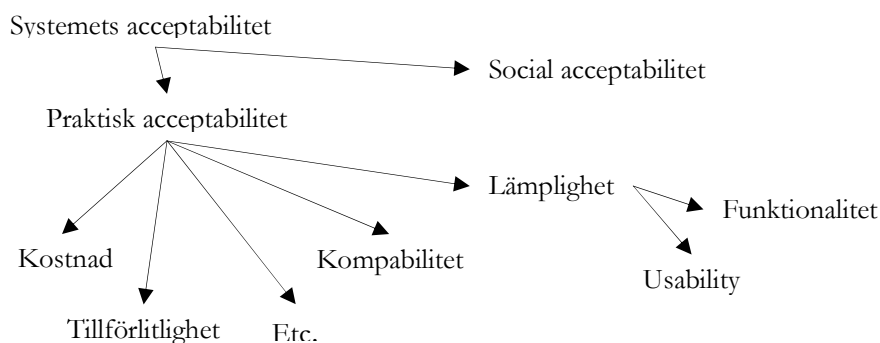 Systemets acceptabilitet
Social acceptabilitet
Praktisk acceptabilitet
Lämplighet
Funktionalitet
Kostnad
Kompabilitet
Usability
Tillförlitlighet
Etc.